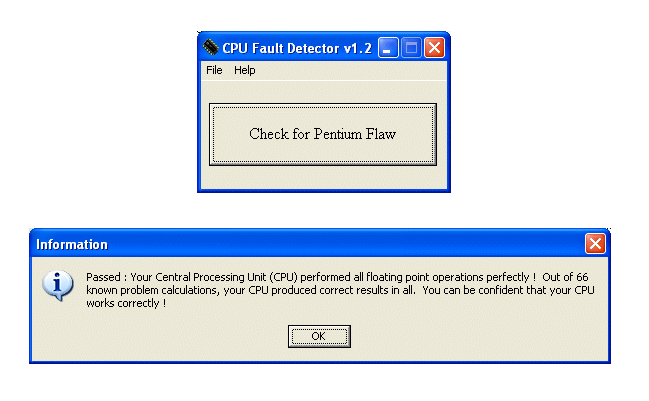 CPU Fault Detector v1.2
File Help
Check for Pentium Flaw
Information
Passed : Your Central Processing Unit (CPU) performed all floating point operations perfectly ! Out of 66
known problem calculations, your CPU produced correct results in all. You can be confident that your CPU
works correctly !
OK